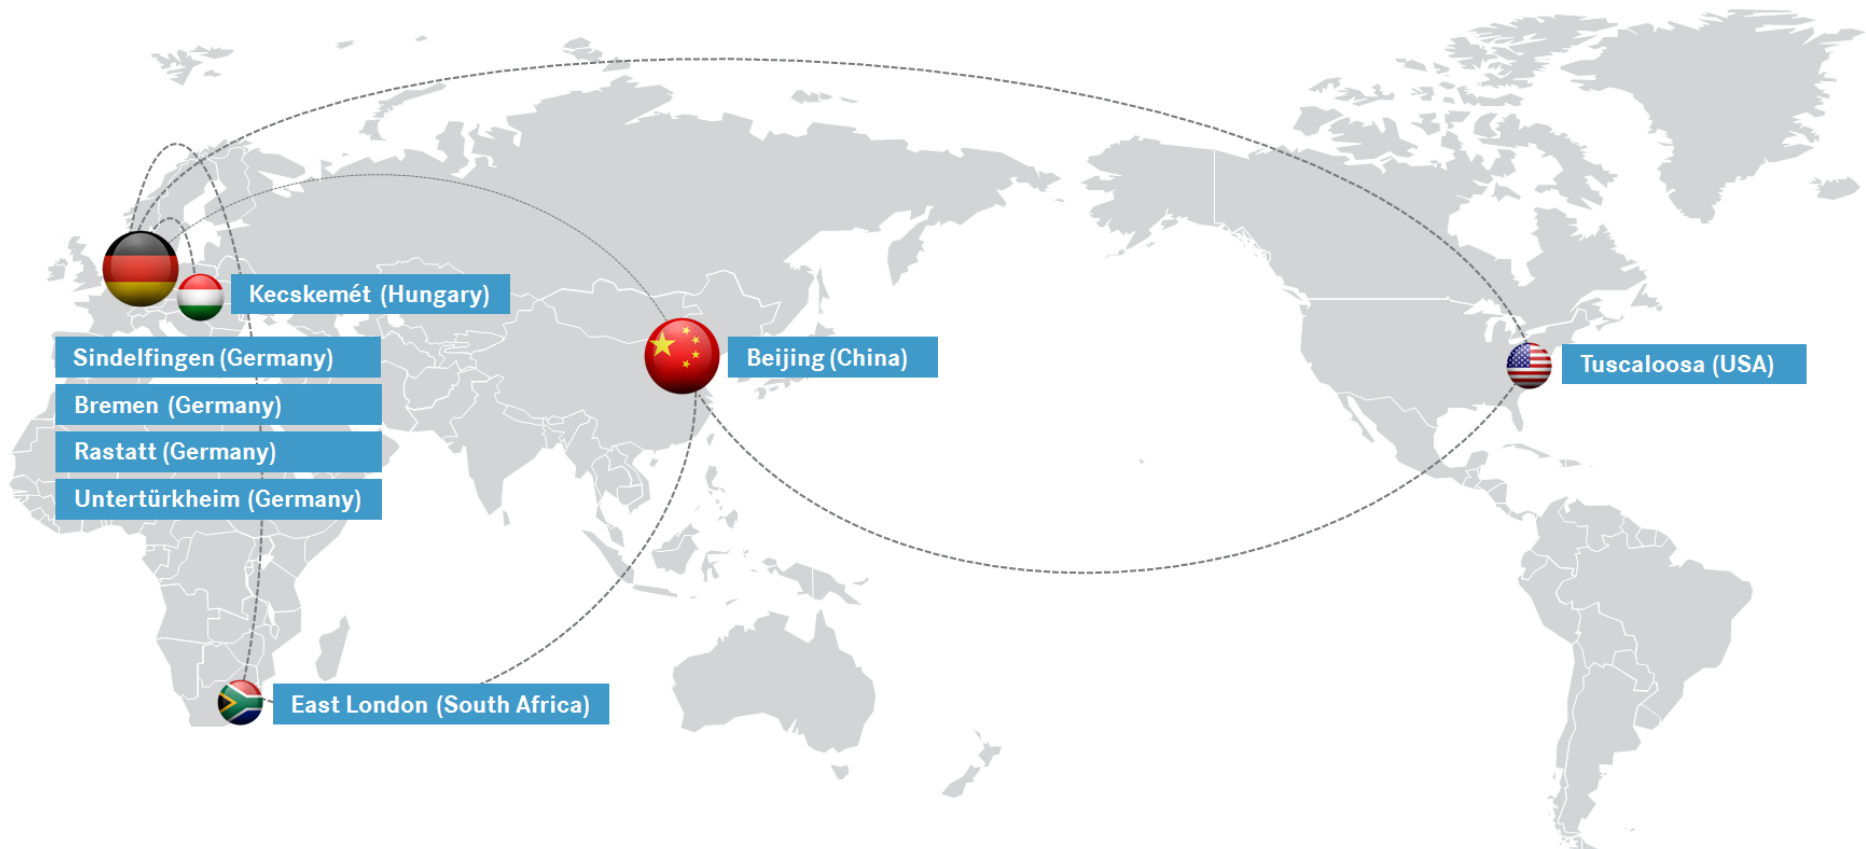 Kecskemét (Hungary)
Sindelfingen (Germany)
Beijing (China)
Tuscaloosa (USA)
Bremen (Germany)
Rastatt (Germany)
Untertürkheim (Germany)
East London (South Africa)